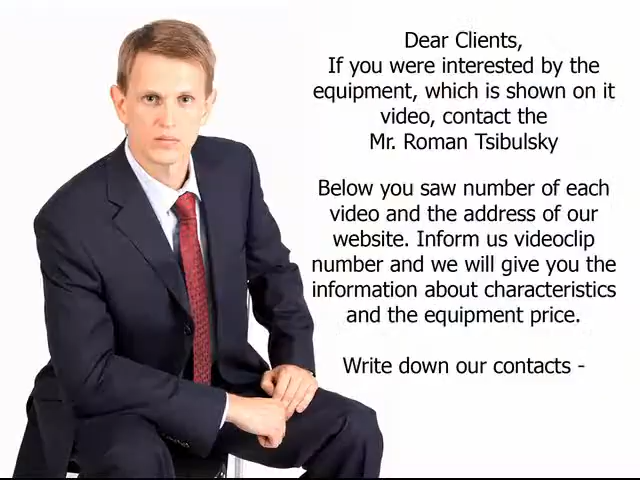 Dear Clients,
If you were interested by the
equipment, which is shown on it
video, contact the
Mr. Roman Tsibulsky
Below you saw number of each
video and the address of our
website. Inform us videoclip
number and we will give you the
information about characteristics
and the equipment price.
Write down our contacts -